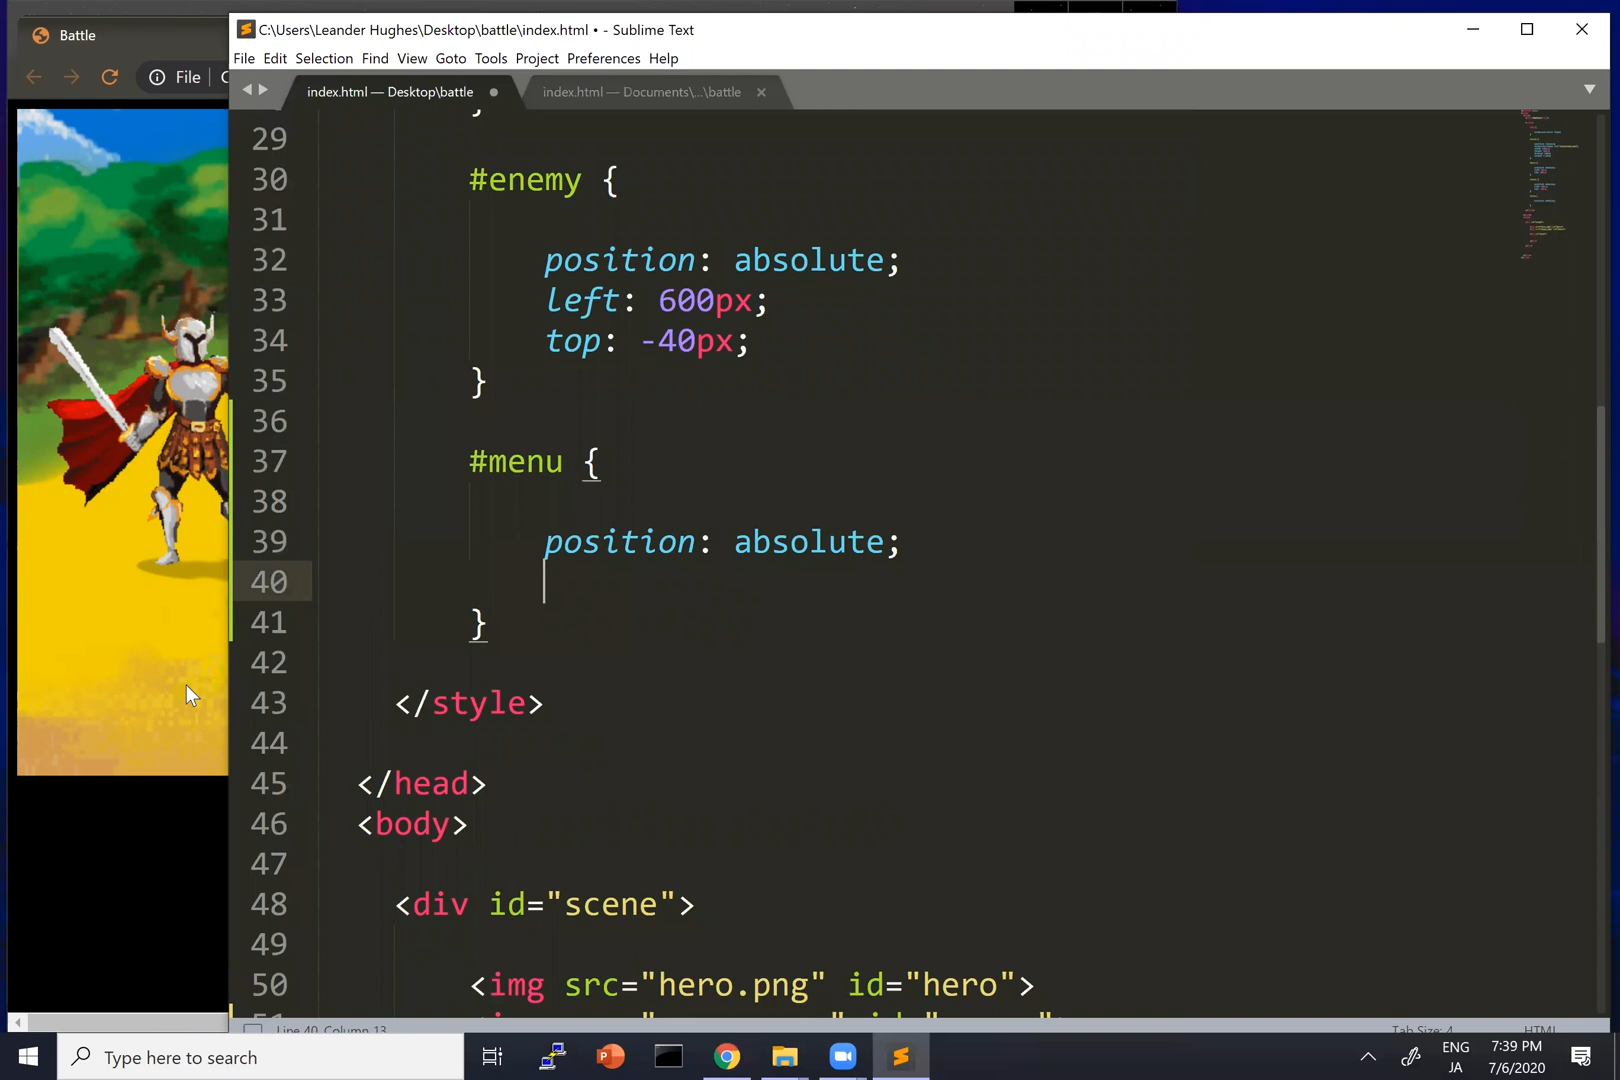 Battle
C:\Users\Leander Hughes\Desktop\battle\index.html • - Sublime Text
File Edit Selection Find View Goto Tools Project Preferences Help
File
index.html — Desktop\battle
index.html — Documents\...\battle
29
30 #enemy {
31
32 position: absolute;
33 left: 600px;
34 top: -40px;
35 }
36
37 #menu {
38
39 position: absolute;
40
41 }
42
43 </style>
44
45 </head>
46 <body>
47
48 <div id="scene">
49
50 <img src="hero.png" id="hero">
Line 40, Column 13
Tab Size: 4
HTML
Type here to search
ENG
JA
7:39 PM
7/6/2020